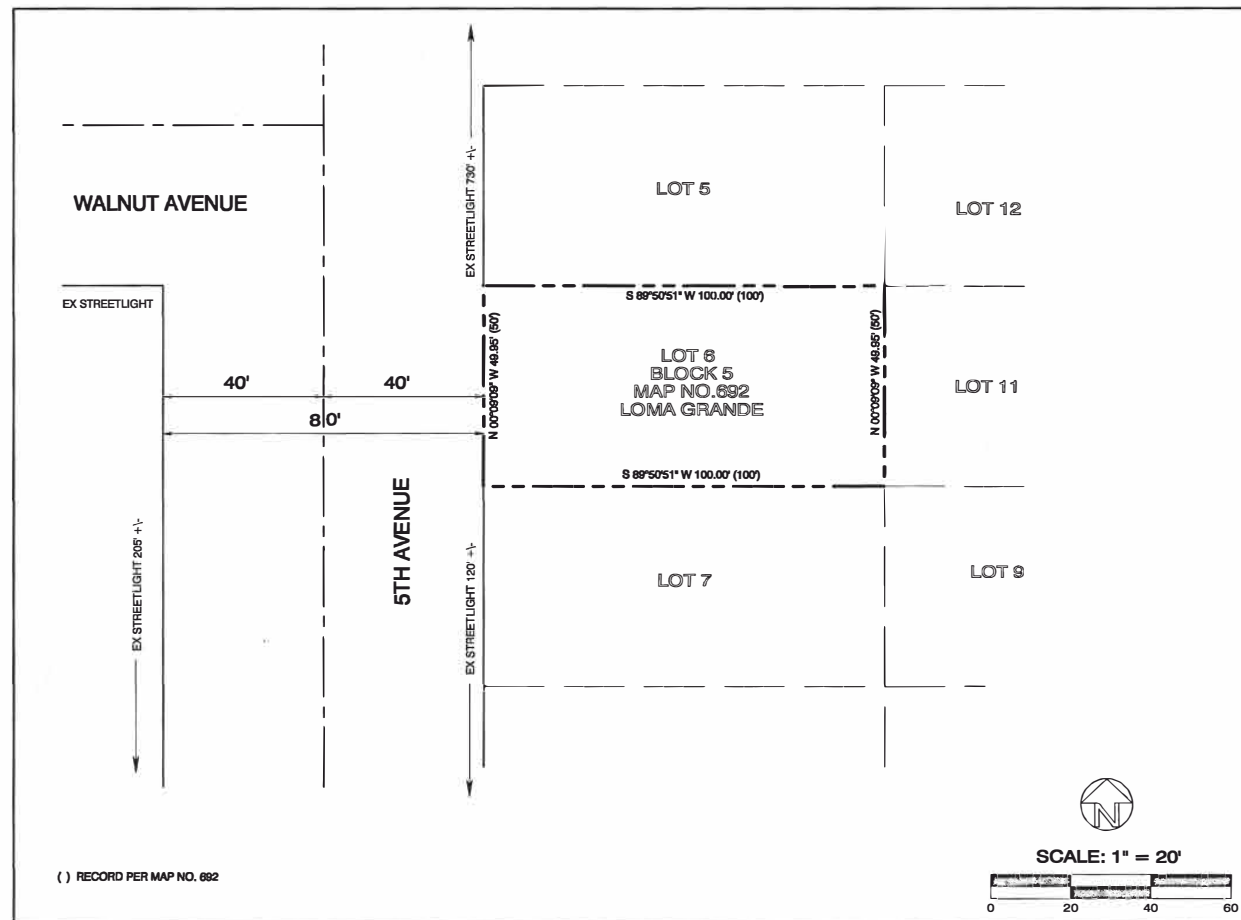 EX STREETLIGHT 730' +\-
LOT 5
WALNUT AVENUE
LOT 12
EX STREETLIGHT
S 89°50'51" W 100.00' (100')
N 00°09'09" W 49.95' (50')
LOT 6
BLOCK 5
MAP NO.692
LOMA GRANDE
N 00°09'09" W 49.95' (50')
LOT 11
40'
40'
80'
S 89°50'51" W 100.00' (100')
5TH AVENUE
EX STREETLIGHT 205' +\-
EX STREETLIGHT 120' +\-
LOT 7
LOT 9
N
SCALE: 1" = 20'
0 20 40 60
( ) RECORD PER MAP NO. 692